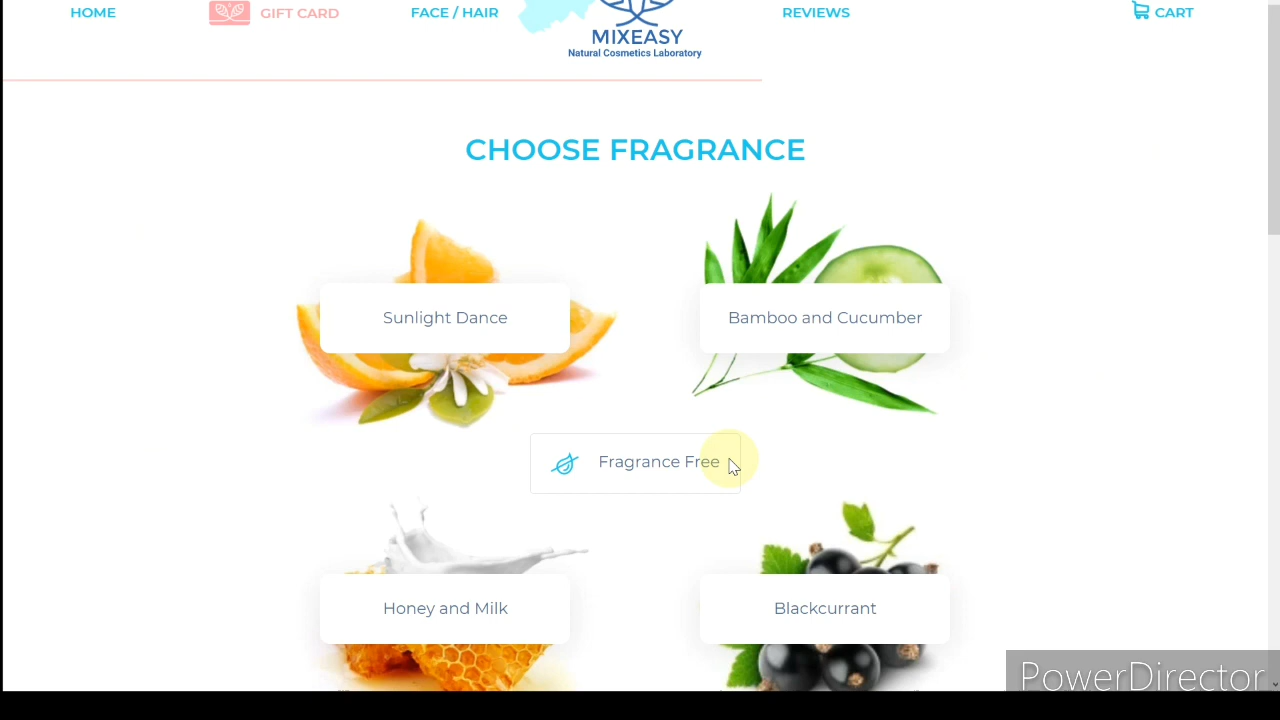 HOME
GIFT CARD
FACE / HAIR
MIXEASY
Natural Cosmetics Laboratory
REVIEWS
CART
CHOOSE FRAGRANCE
Sunlight Dance
Bamboo and Cucumber
Fragrance Free
Honey and Milk
Blackcurrant
PowerDirector